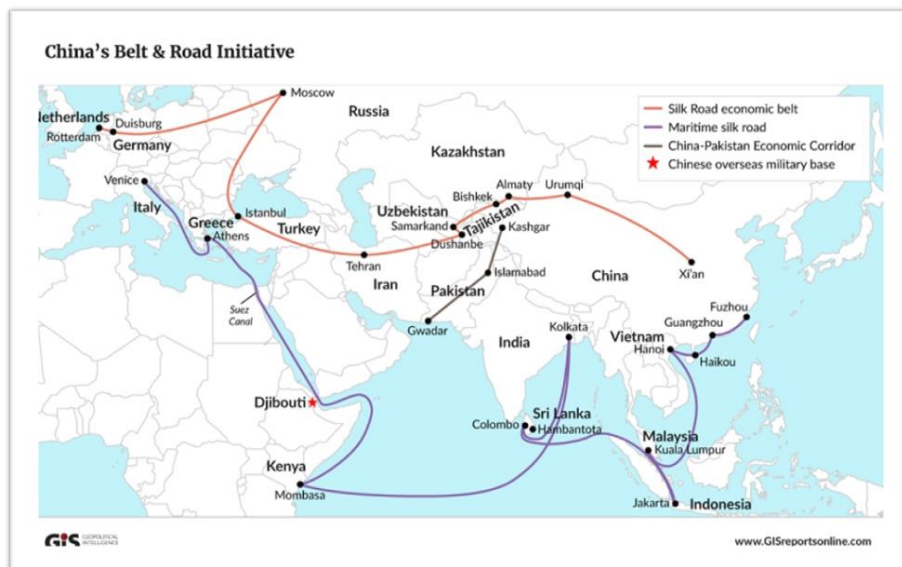 China's Belt & Road Initiative
Silk Road economic belt
Maritime silk road
China-Pakistan Economic Corridor
Chinese overseas military base
Moscow
Russia
Netherlands
Duisburg
Rotterdam
Germany
Kazakhstan
Venice
Italy
Almaty
Urumqi
Bishkek
Uzbekistan
Tajikistan
Samarkand
Greece
Istanbul
Turkey
Athens
Kashgar
Dushanbe
Tehran
Iran
Islamabad
Pakistan
China
Xi'an
Suez
Canal
Gwadar
Fuzhou
Guangzhou
Kolkata
India
Vietnam
Hanoi
Haikou
Djibouti
Sri Lanka
Colombo
Hambantota
Malaysia
Kuala Lumpur
Kenya
Mombasa
Jakarta
Indonesia
GIS
GEOPOLITICAL
INTELLIGENCE
www.GISreportsonline.com